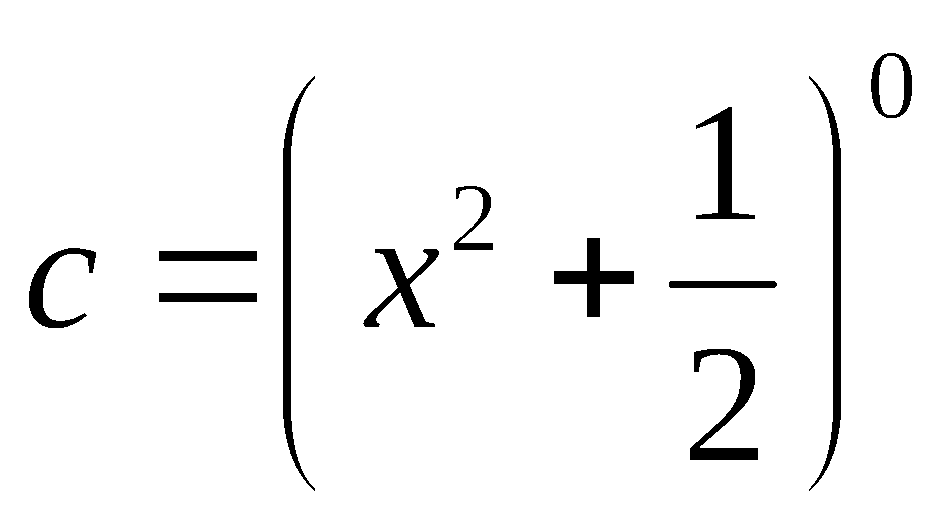 c = (x² + 1/2)⁰